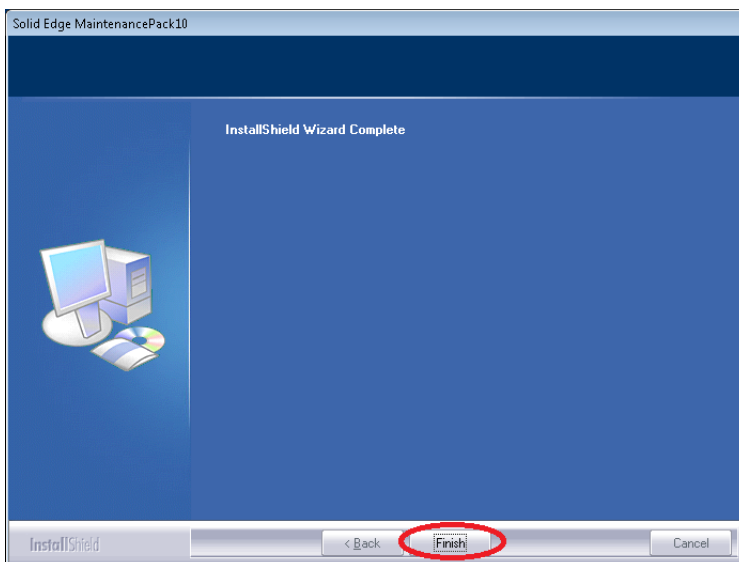 Solid Edge MaintenancePack10
InstallShield Wizard Complete
InstallShield
< Back
Finish
Cancel